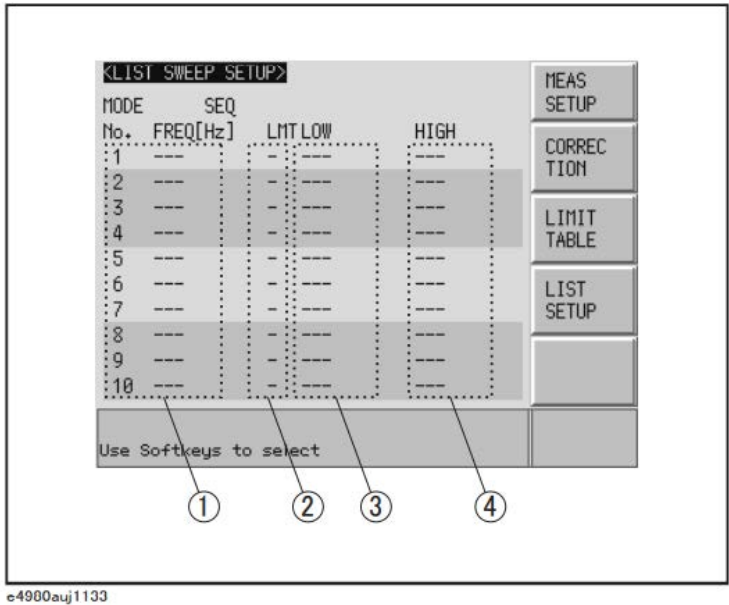 <LIST SWEEP SETUP>
MODE SEQ
No. FREQ[Hz] LMT LOW HIGH
1 --- - --- ---
2 --- - --- ---
3 --- - --- ---
4 --- - --- ---
5 --- - --- ---
6 --- - --- ---
7 --- - --- ---
8 --- - --- ---
9 --- - --- ---
10 --- - --- ---
Use Softkeys to select
MEAS
SETUP
CORREC
TION
LIMIT
TABLE
LIST
SETUP
① ② ③ ④
e4980auj1133